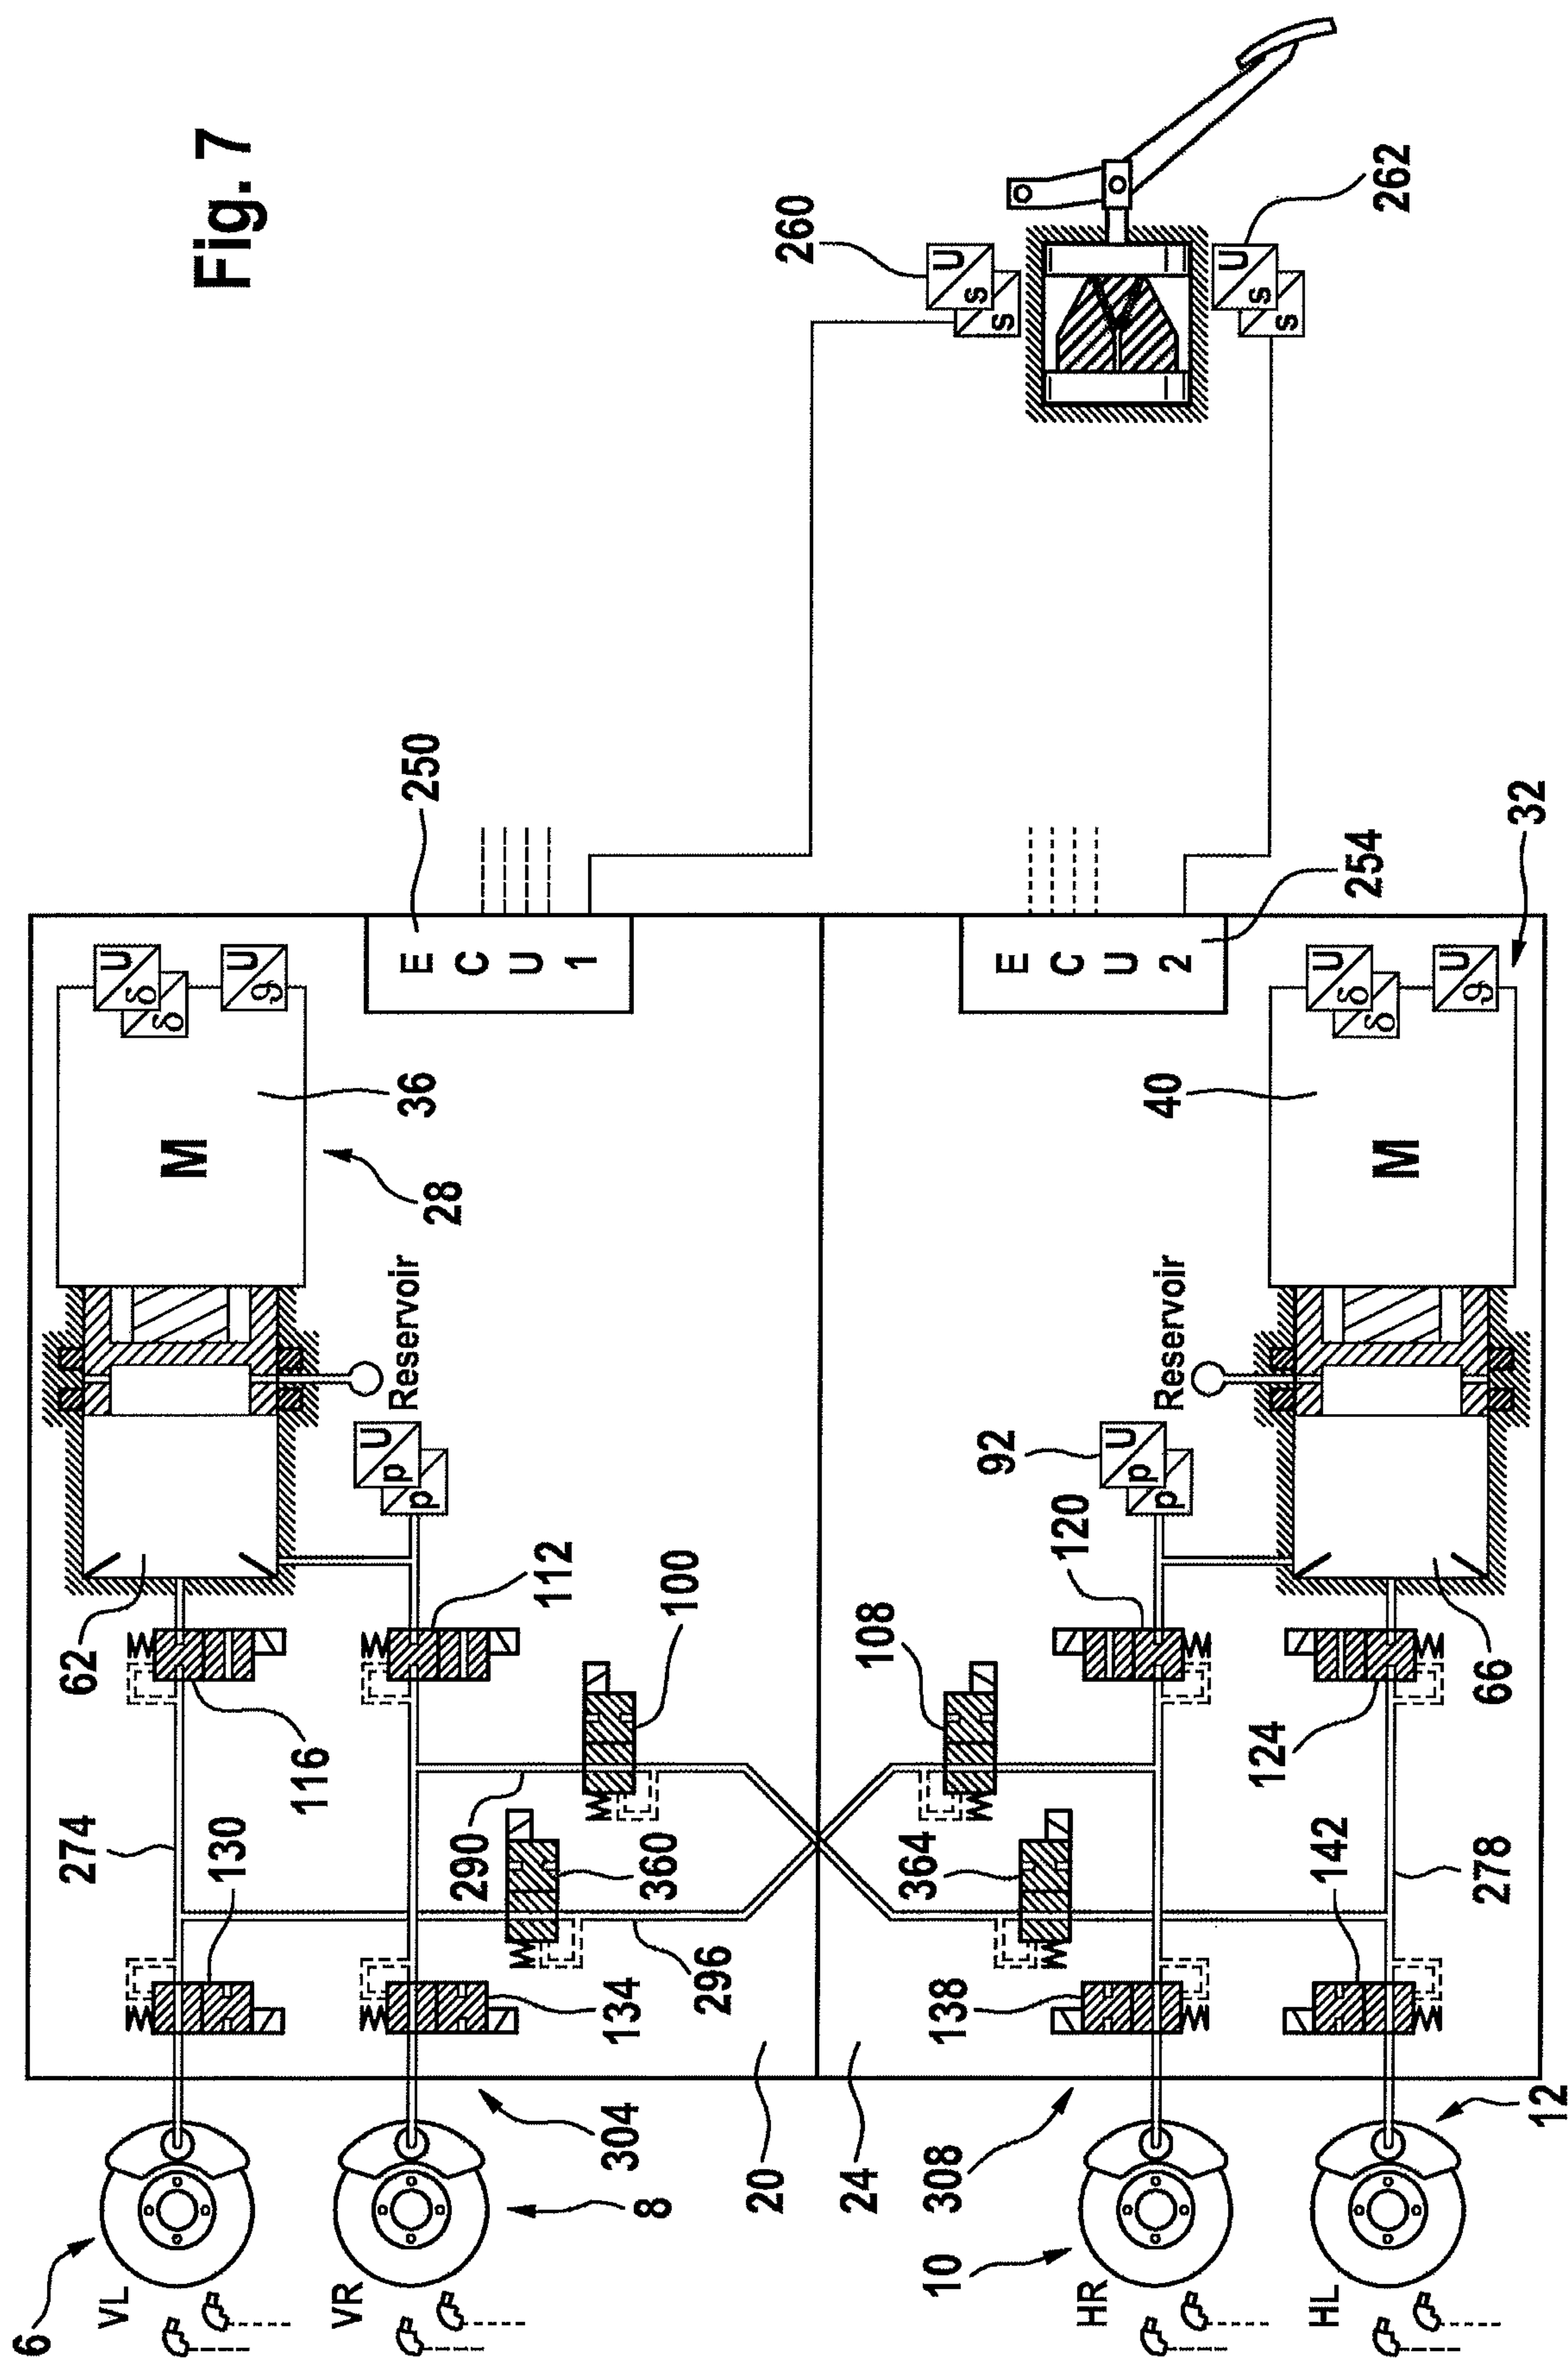 Fig. 7
260
U
s
s
262
U
s
s
250
E
C
U
1
254
E
C
U
2
32
U
δ
δ
U
ϑ
36
M
28
U
δ
δ
U
ϑ
40
M
Reservoir
U
p
p
Reservoir
92
U
p
p
62
112
100
116
274
130
290
360
134
296
120
108
66
124
364
142
278
138
304
20
24
308
12
8
10
6
VL
VR
HR
HL